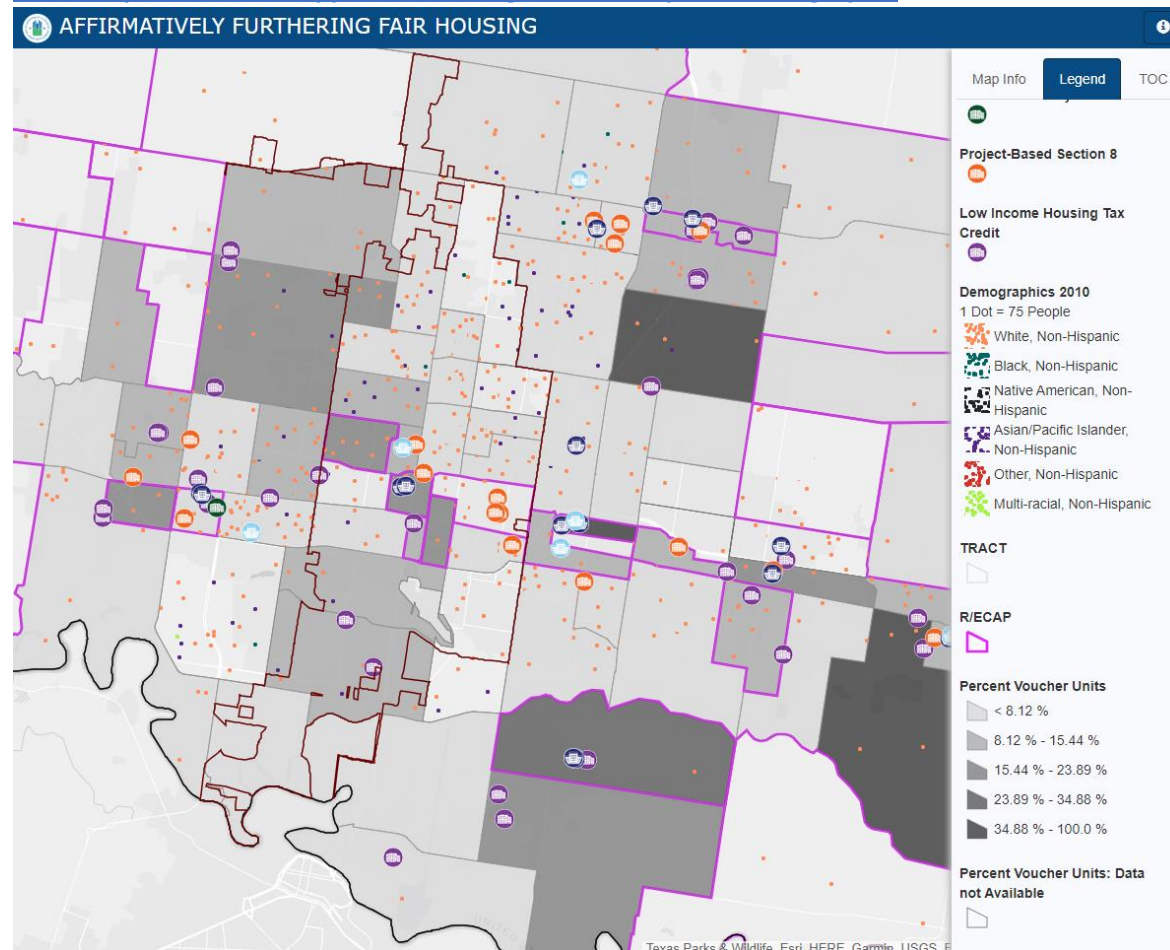 AFFIRMATIVELY FURTHERING FAIR HOUSING
Map Info Legend TOC
Project-Based Section 8
Low Income Housing Tax
Credit
Demographics 2010
1 Dot = 75 People
White, Non-Hispanic
Black, Non-Hispanic
Native American, Non-
Hispanic
Asian/Pacific Islander,
Non-Hispanic
Other, Non-Hispanic
Multi-racial, Non-Hispanic
TRACT
R/ECAP
Percent Voucher Units
< 8.12 %
8.12 % - 15.44 %
15.44 % - 23.89 %
23.89 % - 34.88 %
34.88 % - 100.0 %
Percent Voucher Units: Data
not Available
Texas Parks & Wildlife, Esri, HERE, Garmin, USGS,